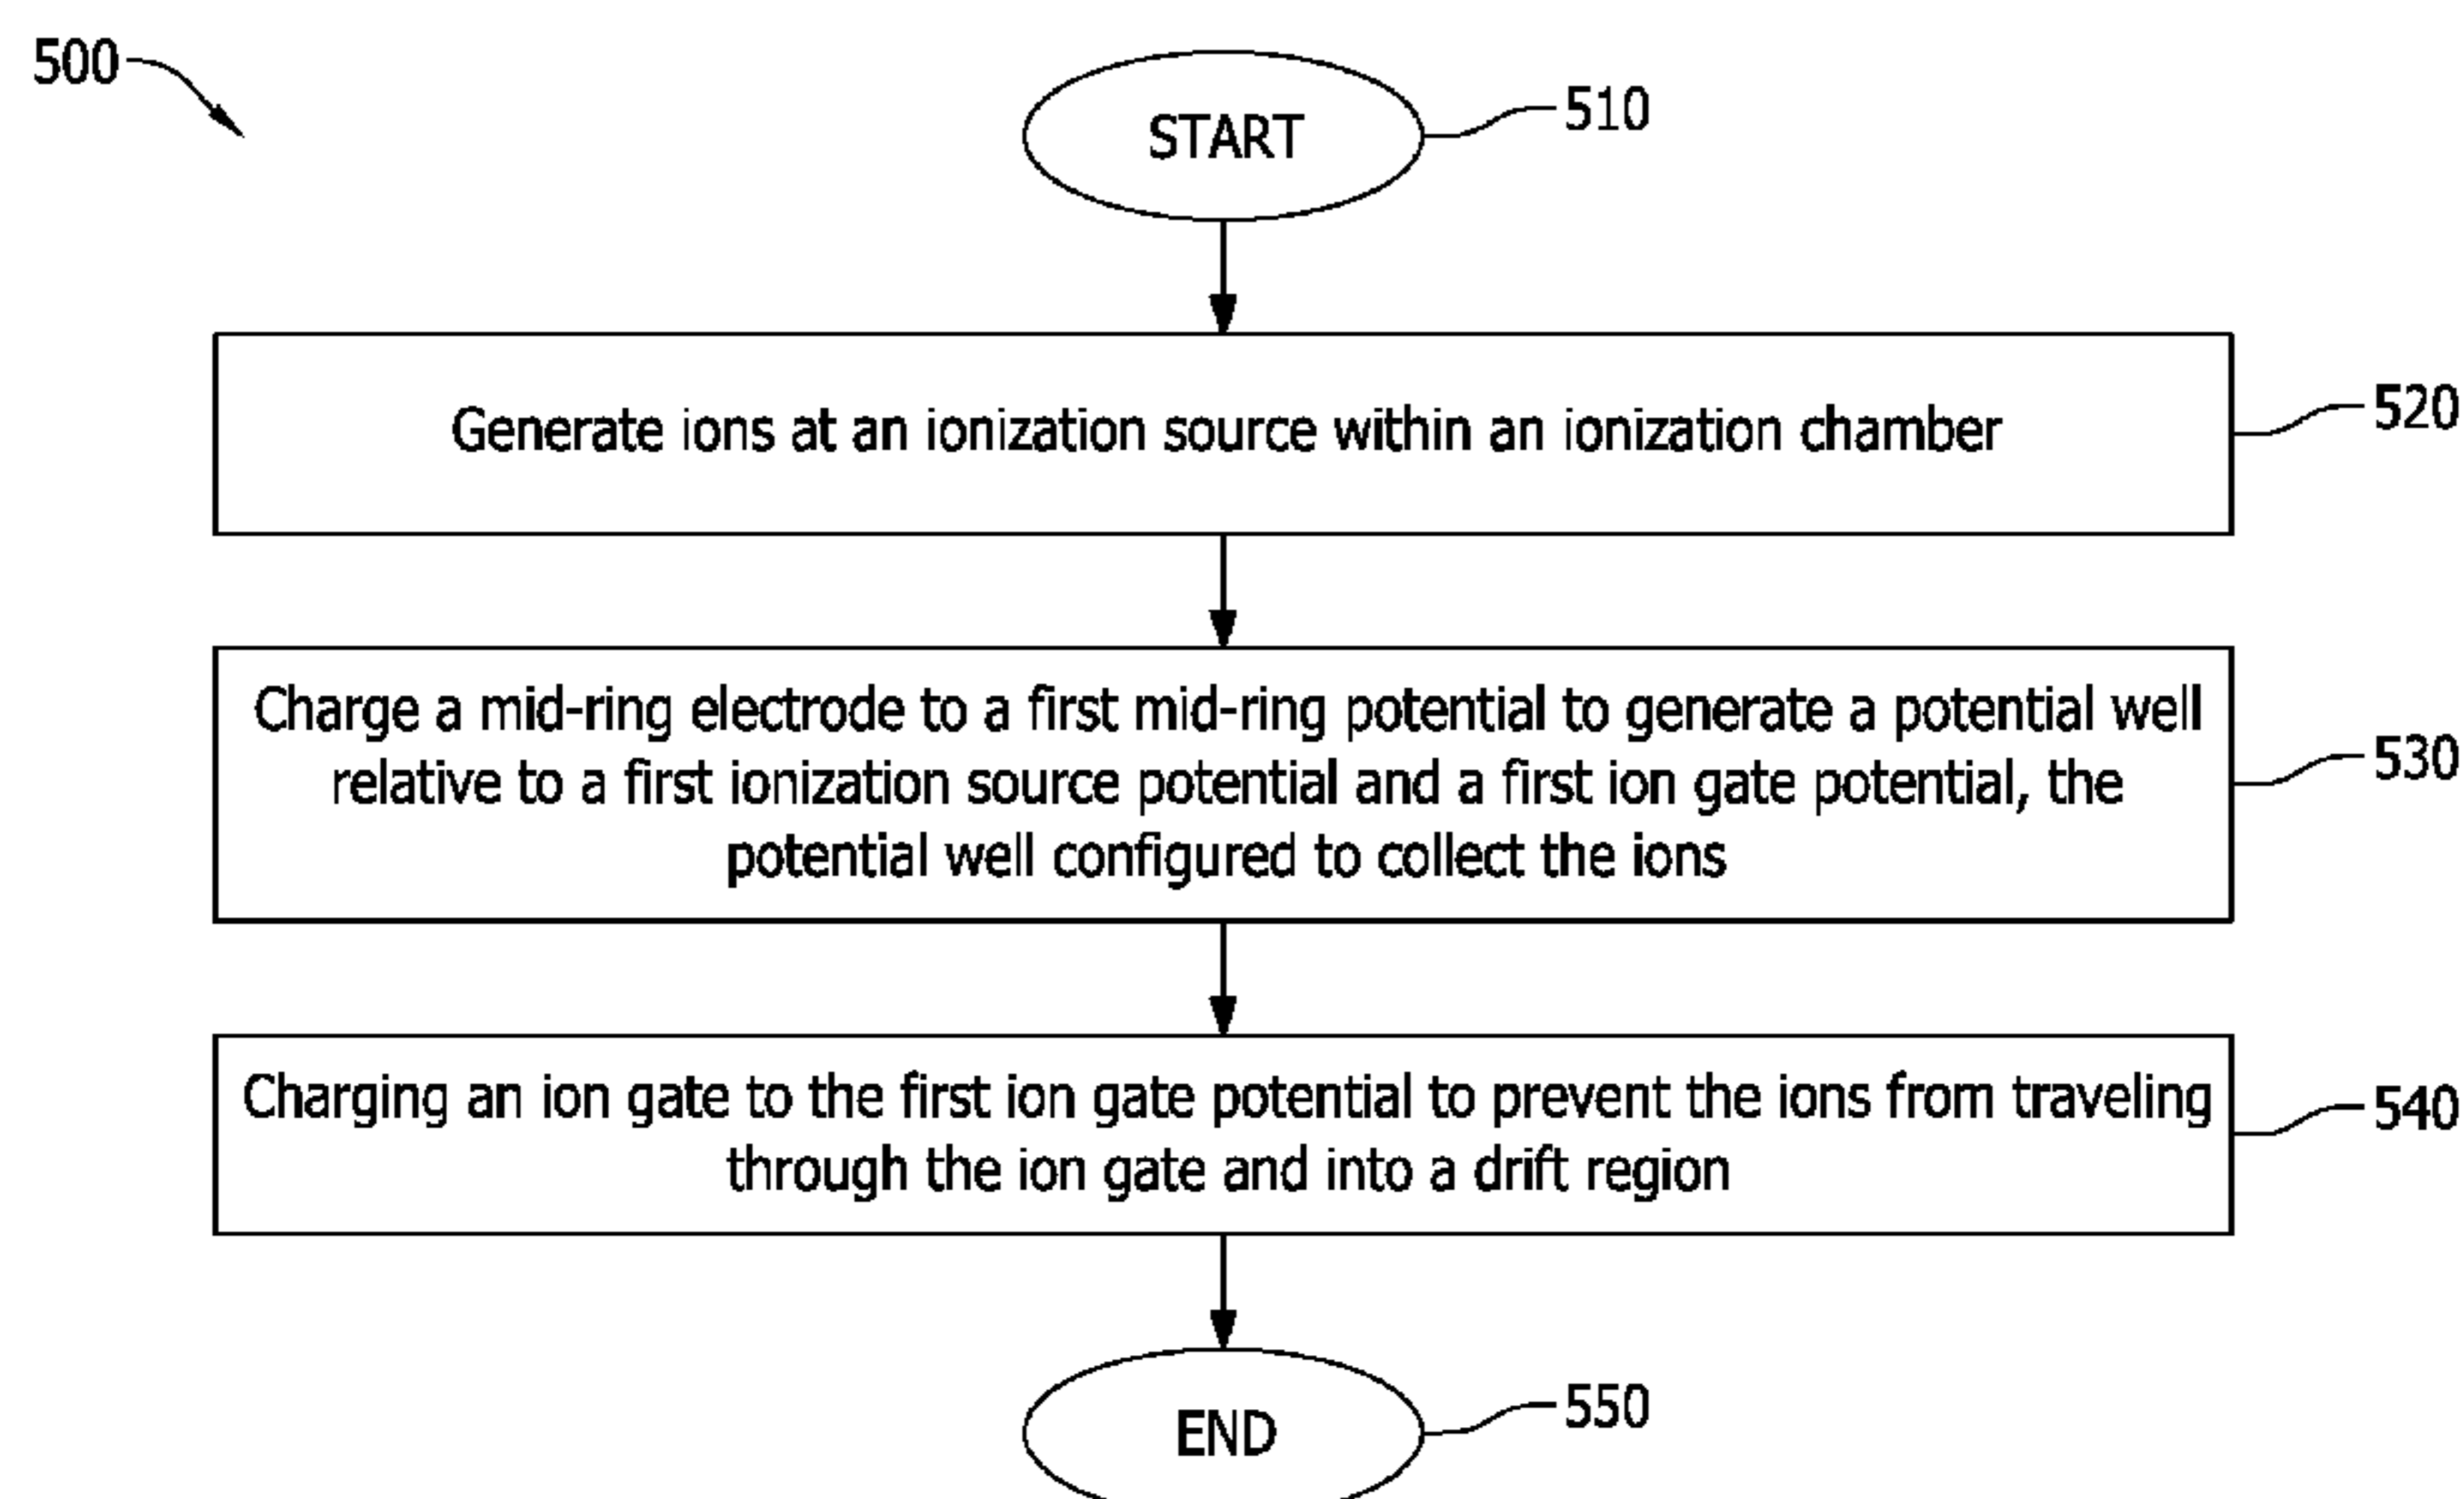 500
START
510
Generate ions at an ionization source within an ionization chamber
520
Charge a mid-ring electrode to a first mid-ring potential to generate a potential well
relative to a first ionization source potential and a first ion gate potential, the
potential well configured to collect the ions
530
Charging an ion gate to the first ion gate potential to prevent the ions from traveling
through the ion gate and into a drift region
540
END
550